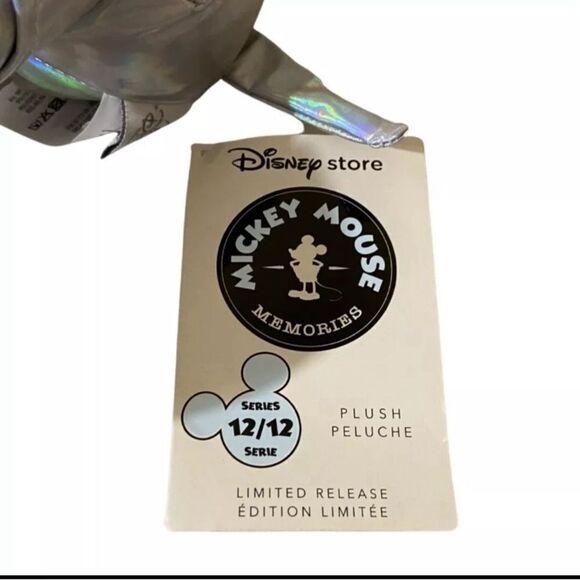 Disney store
MICKEY MOUSE
MEMORIES
SERIES
12/12
SERIE
PLUSH
PELUCHE
LIMITED RELEASE
ÉDITION LIMITÉE